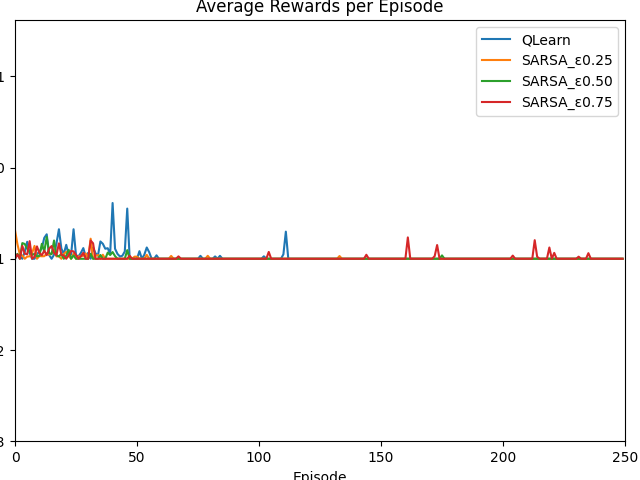 Average Rewards per Episode
QLearn
SARSA_ε0.25
SARSA_ε0.50
SARSA_ε0.75
1
0
1
2
3
0 50 100 150 200 250
Episode